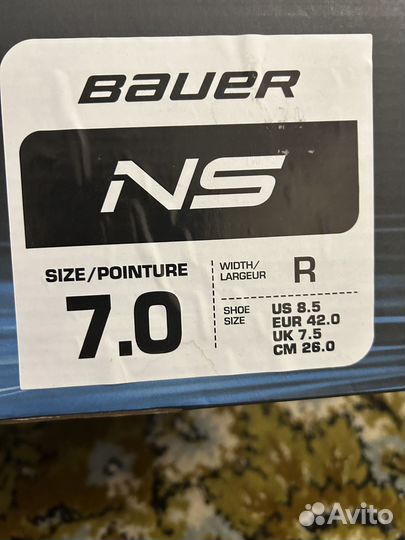 BAUER
NS
SIZE/POINTURE
7.0
WIDTH/
LARGEUR
R
SHOE
SIZE
US 8.5
EUR 42.0
UK 7.5
CM 26.0
Avito